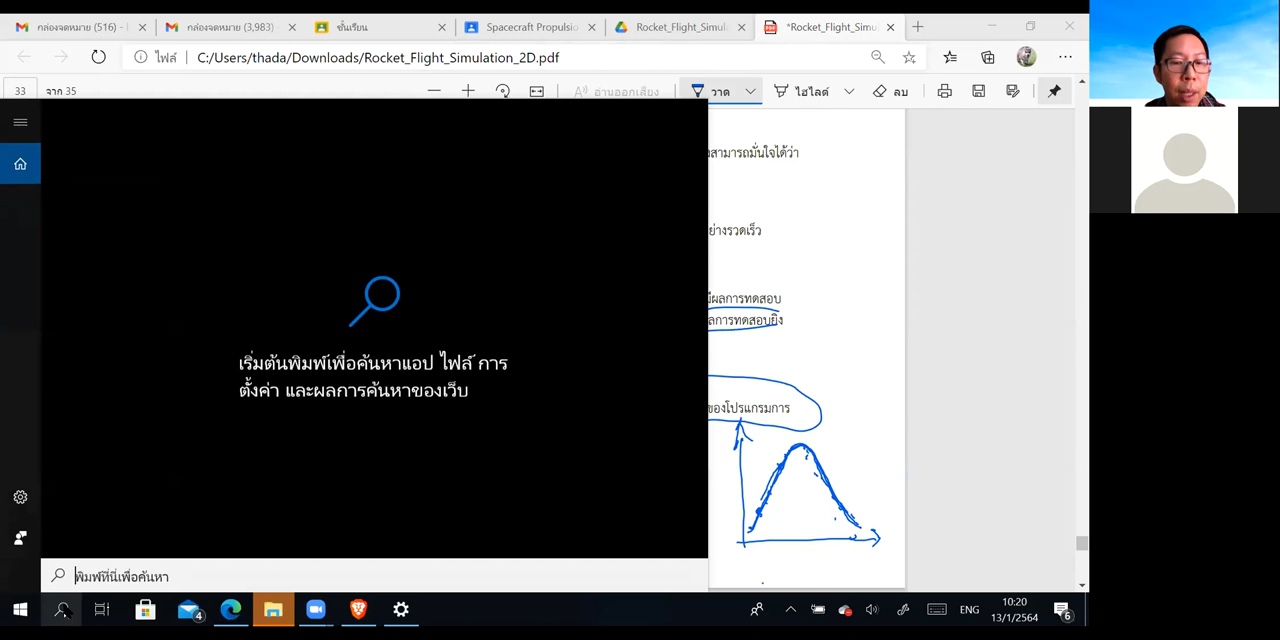 กล่องจดหมาย (516) - 
กล่องจดหมาย (3,983)
ชั้นเรียน
Spacecraft Propulsio
Rocket_Flight_Simul
*Rocket_Flight_Simu
ไฟล์
C:/Users/thada/Downloads/Rocket_Flight_Simulation_2D.pdf
33 จาก 35
อ่านออกเสียง
วาด
ไฮไลต์
ลบ
สามารถมั่นใจได้ว่า
ย่างรวดเร็ว
มีผลการทดสอบ
ลการทดสอบยิง
ของโปรแกรมการ
เริ่มต้นพิมพ์เพื่อค้นหาแอป ไฟล์ การ
ตั้งค่า และผลการค้นหาของเว็บ
พิมพ์ที่นี่เพื่อค้นหา
4
ENG
10:20
13/1/2564
6